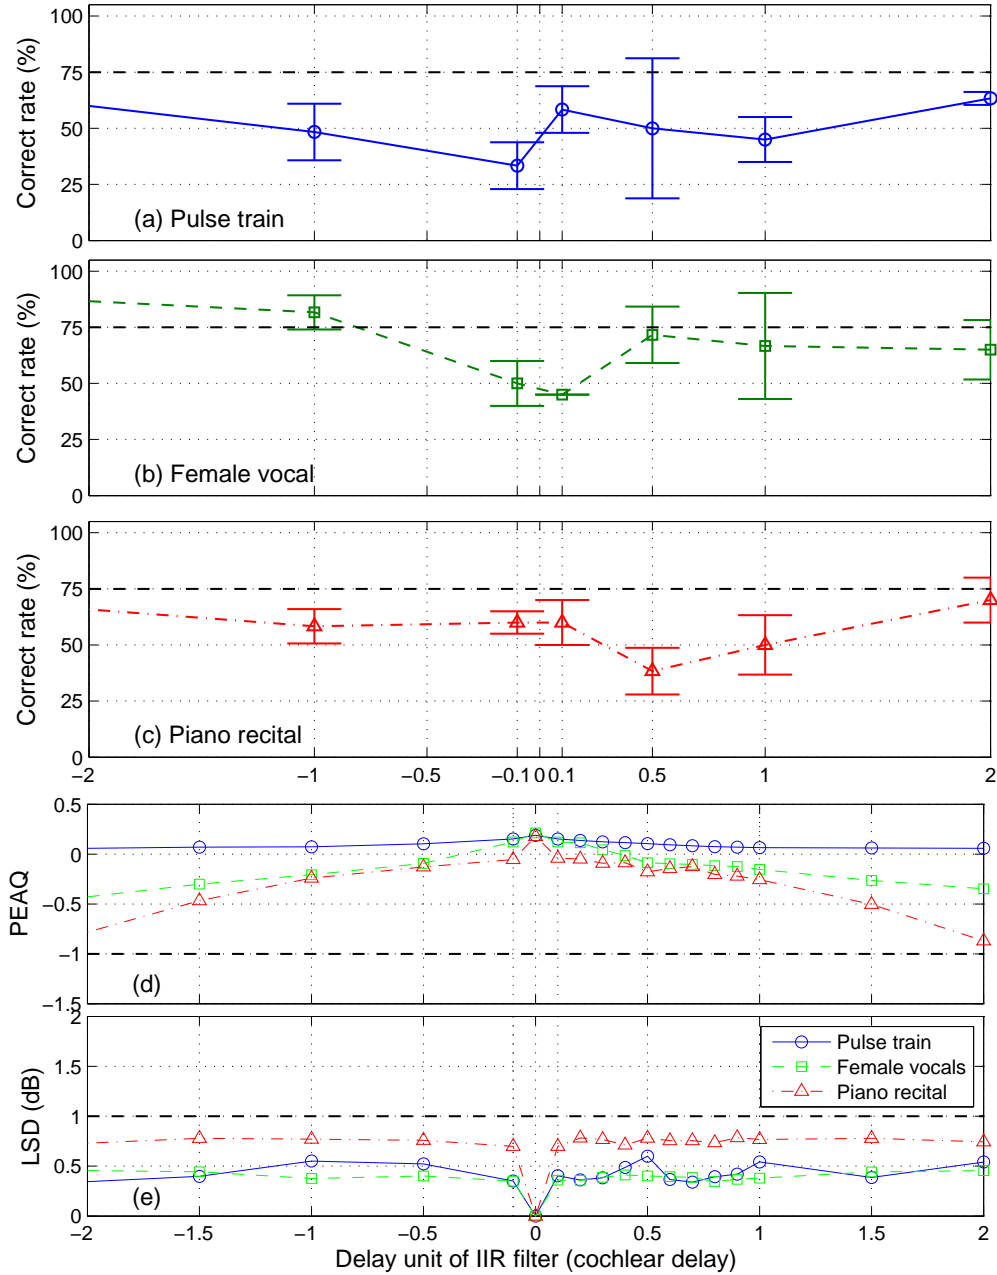 100
75
50
25
0
Correct rate (%)
(a) Pulse train
100
75
50
25
0
Correct rate (%)
(b) Female vocal
100
75
50
25
0
Correct rate (%)
(c) Piano recital
−2 −1 −0.5 −0.1 0 0.1 0.5 1 2
0.5
0
−0.5
−1
−1.5
PEAQ
(d)
2
1.5
1
0.5
0
LSD (dB)
Pulse train
Female vocals
Piano recital
(e)
−2 −1.5 −1 −0.5 0 0.5 1 1.5 2
Delay unit of IIR filter (cochlear delay)